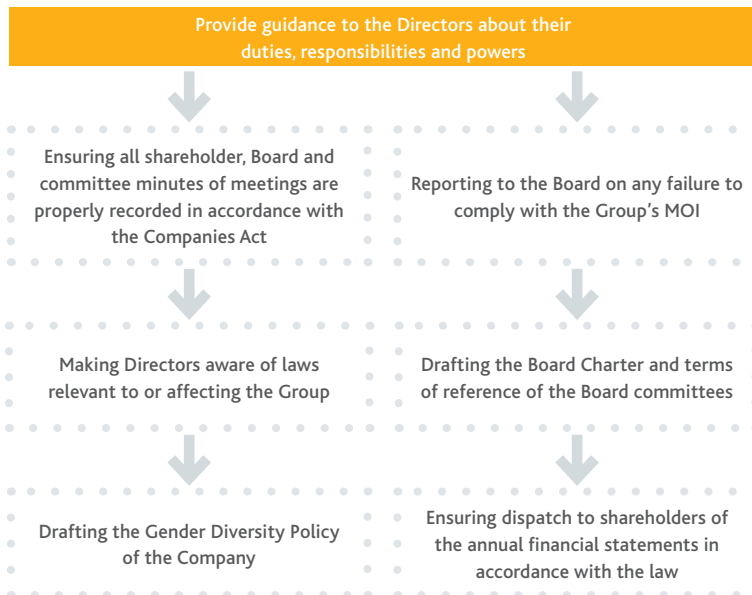 Provide guidance to the Directors about their
duties, responsibilities and powers
Ensuring all shareholder, Board and
committee minutes of meetings are
properly recorded in accordance with
the Companies Act
Reporting to the Board on any failure to
comply with the Group's MOI
Making Directors aware of laws
relevant to or affecting the Group
Drafting the Board Charter and terms
of reference of the Board committees
Drafting the Gender Diversity Policy
of the Company
Ensuring dispatch to shareholders of
the annual financial statements in
accordance with the law